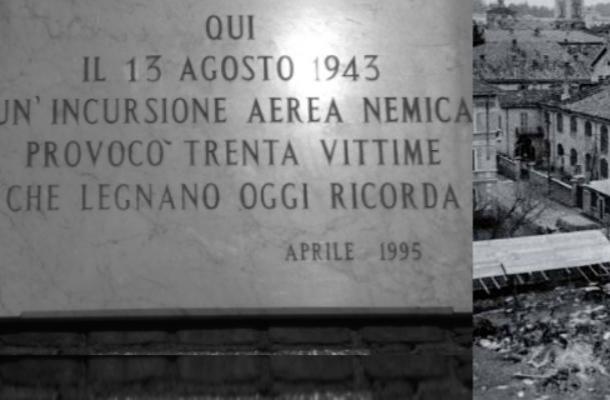 QUI
IL 13 AGOSTO 1943
UN' INCURSIONE AEREA NEMICA
PROVOCO` TRENTA VITTIME
CHE LEGNANO OGGI RICORDA
APRILE 1995